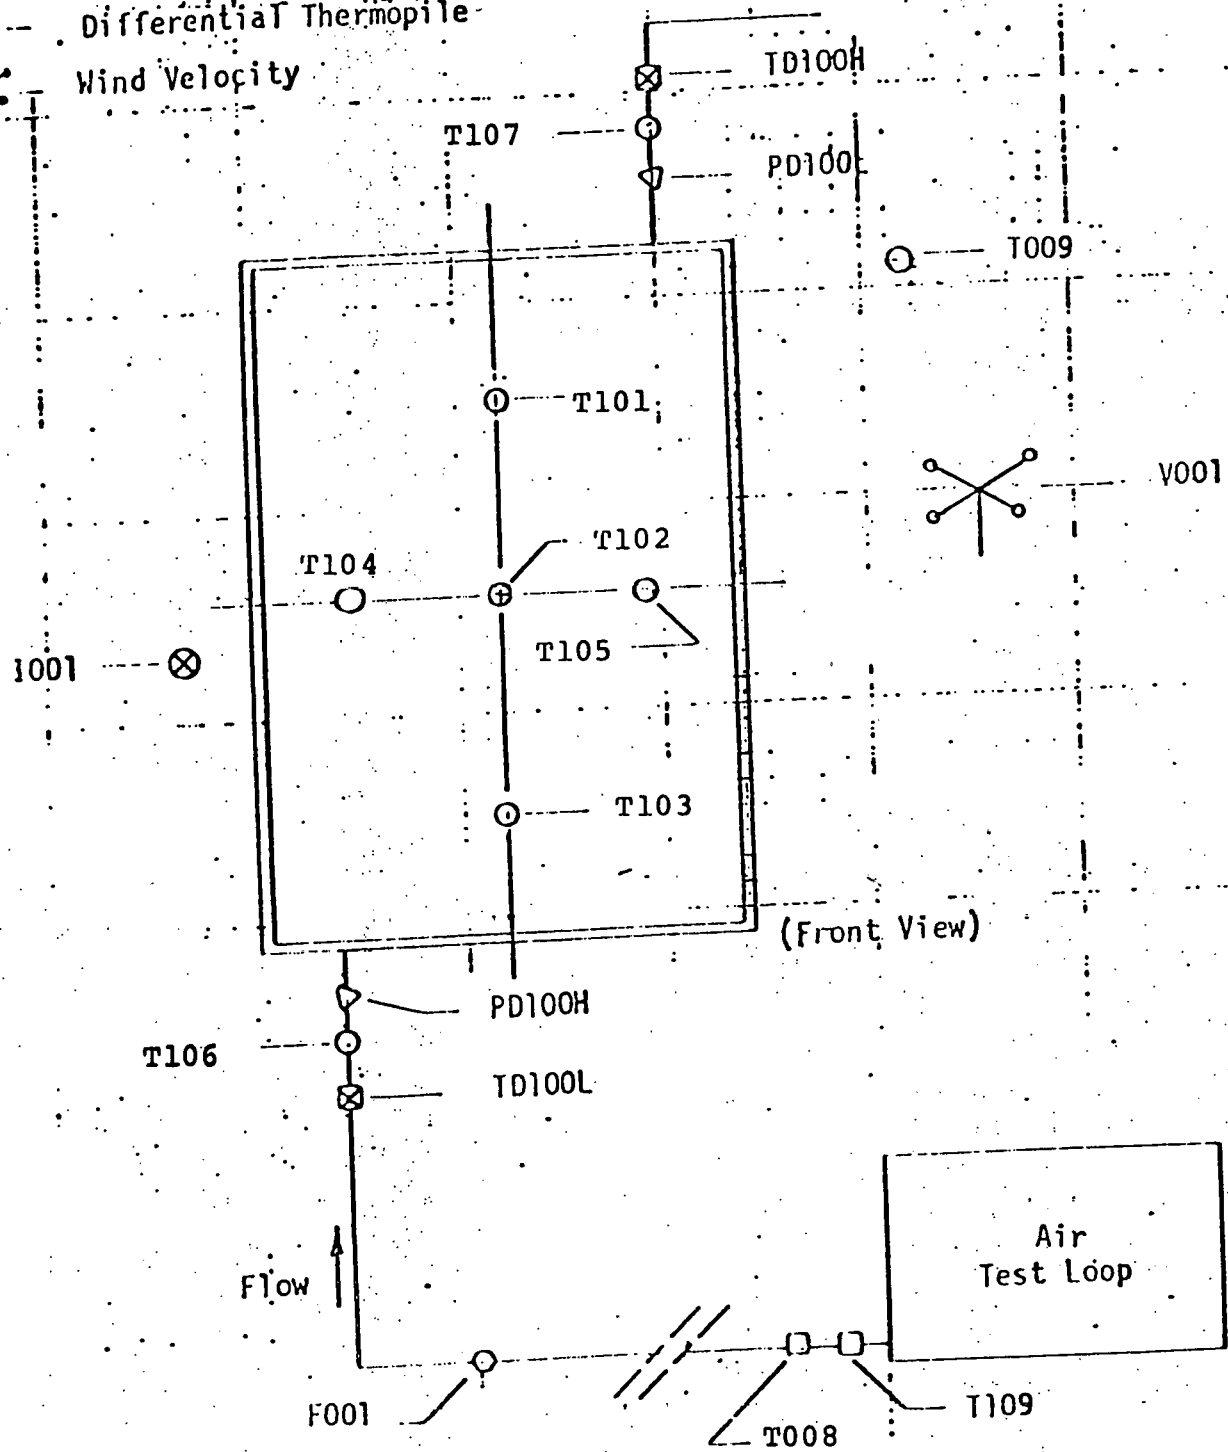 Differential Thermopile
Wind Velocity
TD100H
T107
PD100L
T009
T101
V001
T102
T104
T105
I001
T103
(Front View)
PD100H
T106
TD100L
Air
Test Loop
Flow
F001
T109
T008